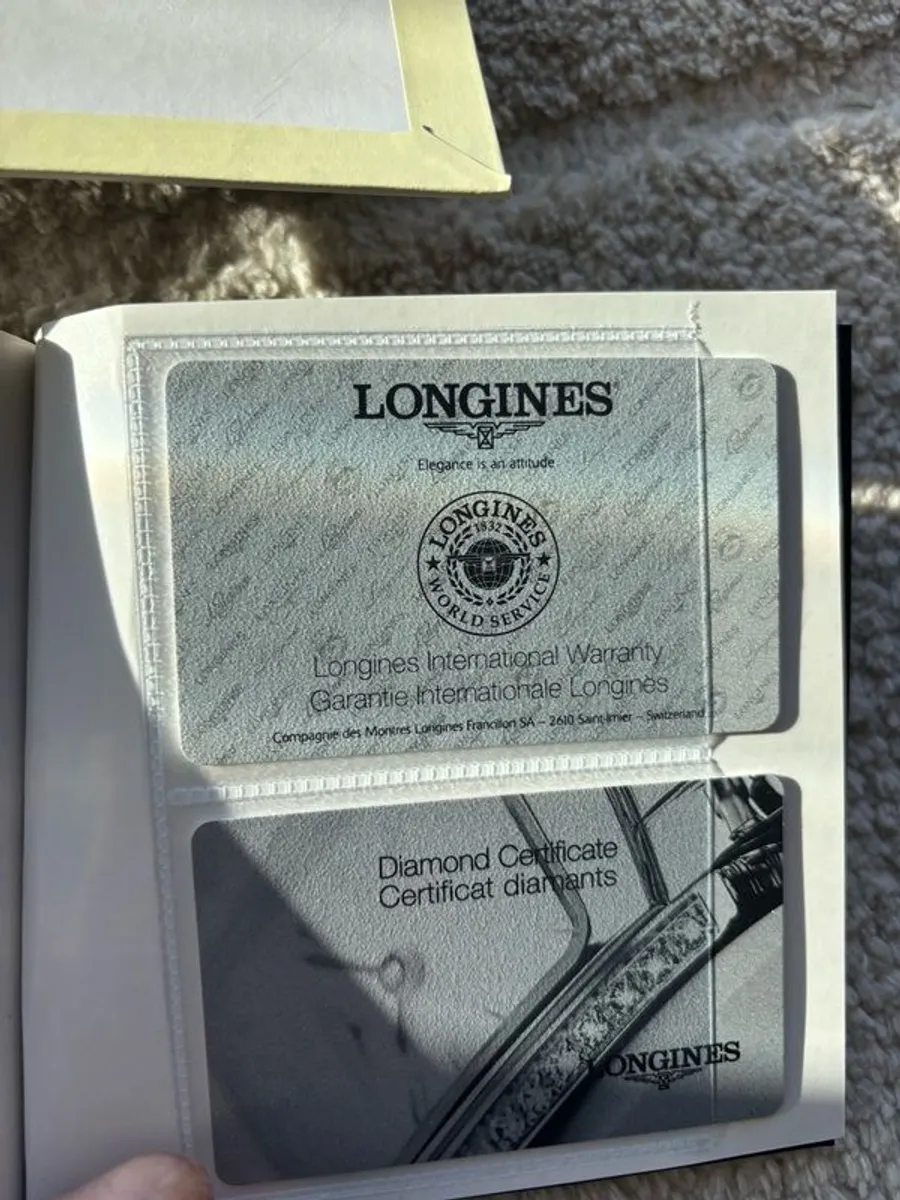 LONGINES
Elegance is an attitude
LONGINES
1832
WORLD SERVICE
Longines International Warranty
Garantie Internationale Longines
Compagnie des Montres Longines Francillon SA – 2610 Saint-Imier – Switzerland
Diamond Certificate
Certificat diamants
LONGINES